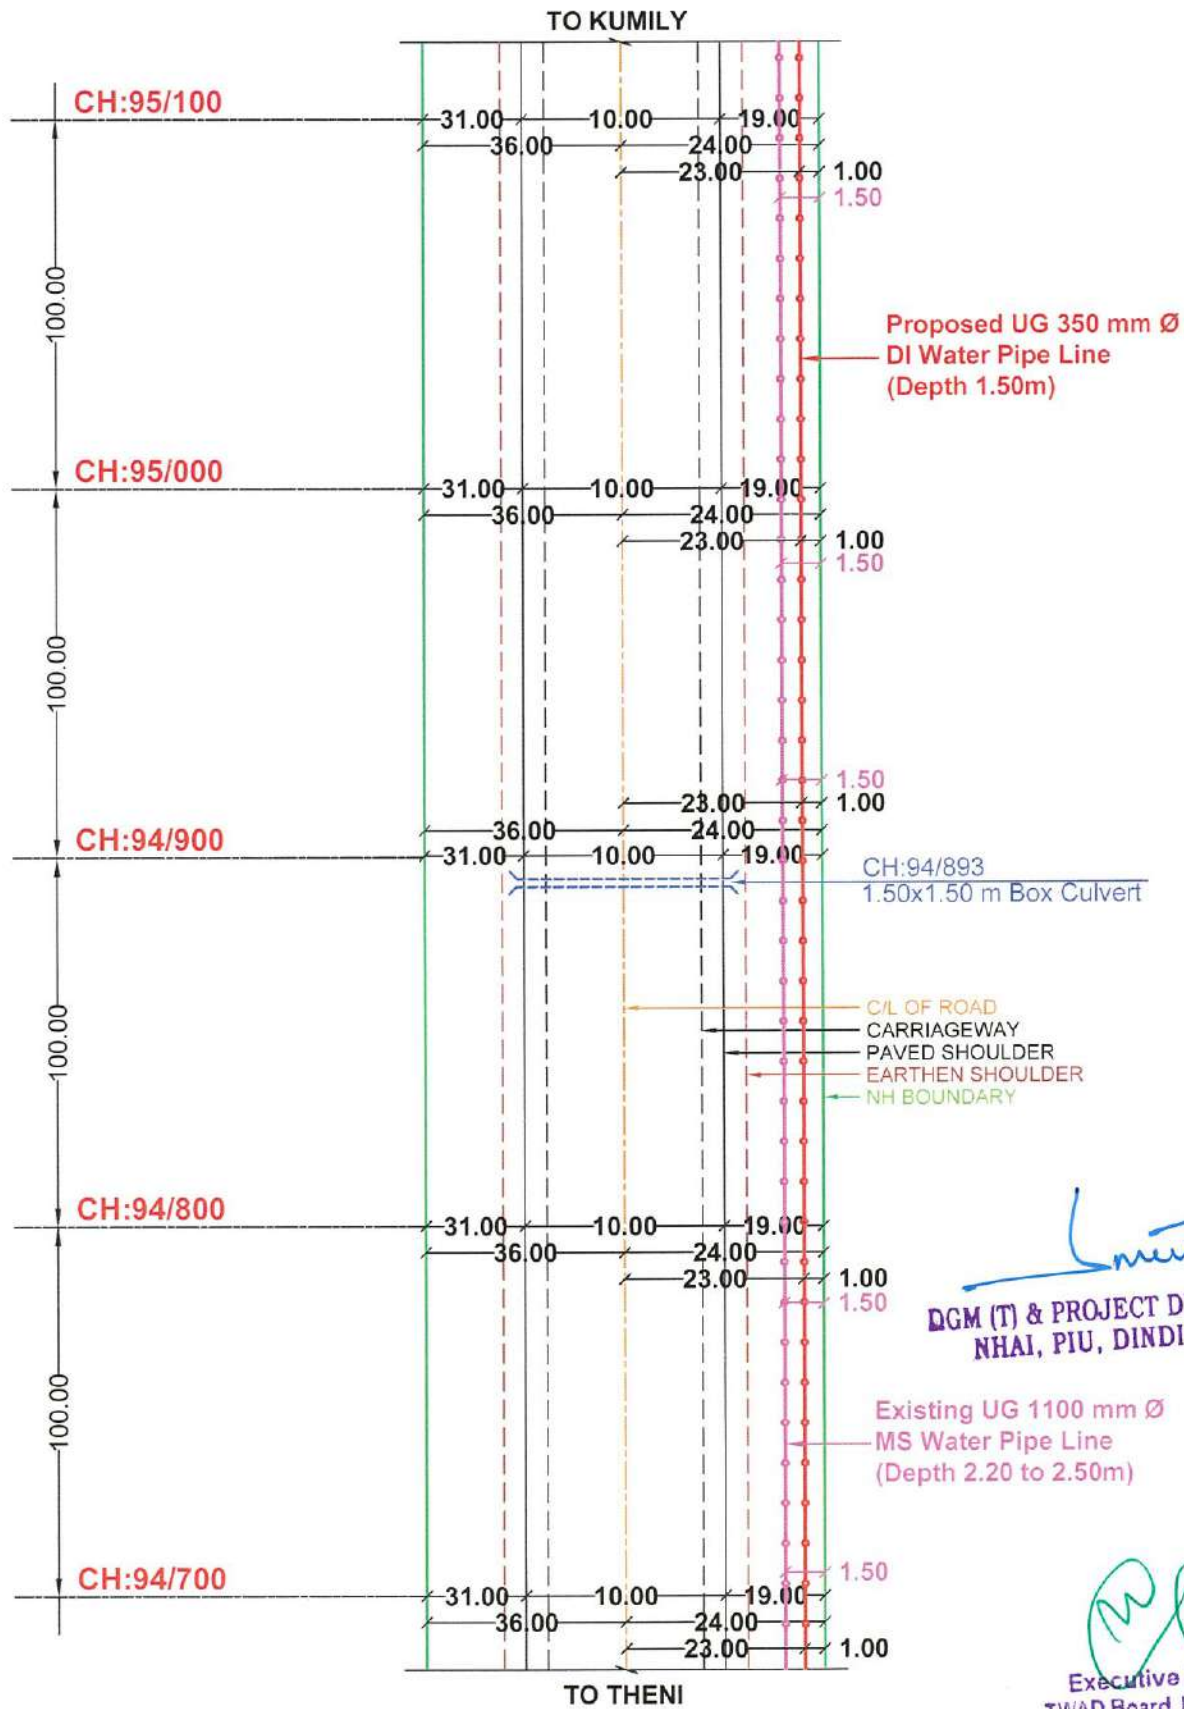 TO KUMILY
CH:95/100
31.00 10.00 19.00
36.00 24.00
23.00 1.00
1.50
100.00
Proposed UG 350 mm Ø
DI Water Pipe Line
(Depth 1.50m)
CH:95/000
31.00 10.00 19.00
36.00 24.00
23.00 1.00
1.50
100.00
1.50
23.00 1.00
36.00 24.00
CH:94/900
31.00 10.00 19.00
CH:94/893
1.50x1.50 m Box Culvert
100.00
C/L OF ROAD
CARRIAGEWAY
PAVED SHOULDER
EARTHEN SHOULDER
NH BOUNDARY
CH:94/800
31.00 10.00 19.00
36.00 24.00
23.00 1.00
1.50
DGM (T) & PROJECT D
NHAI, PIU, DINDI
100.00
Existing UG 1100 mm Ø
MS Water Pipe Line
(Depth 2.20 to 2.50m)
1.50
CH:94/700
31.00 10.00 19.00
36.00 24.00
23.00 1.00
TO THENI
Executive
TWAD Board